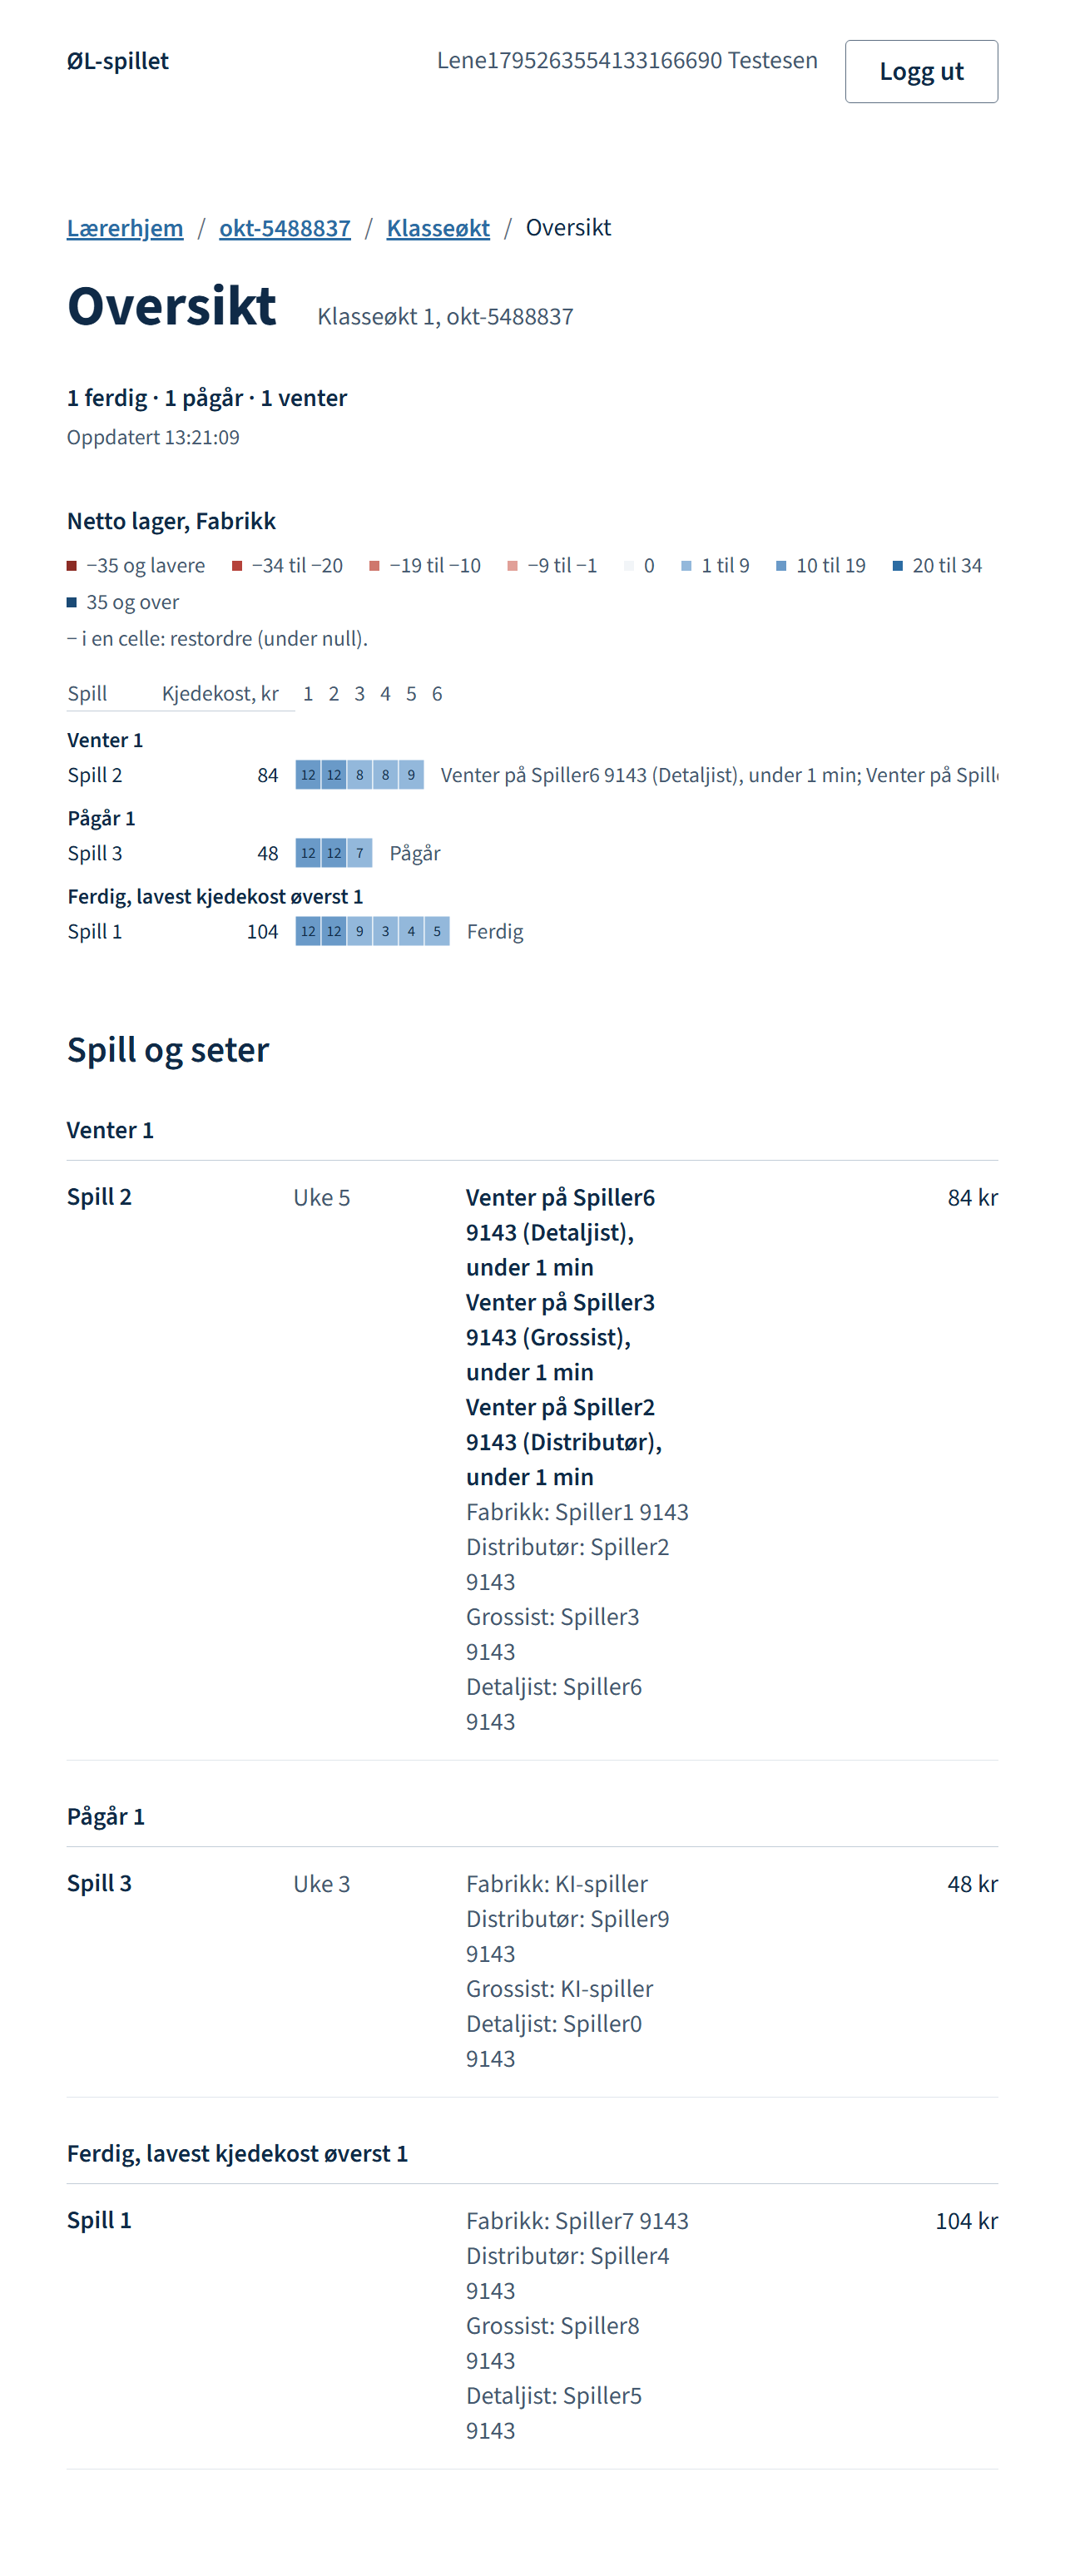 ØL-spillet
Lene1795263554133166690 Testesen
Logg ut
Lærerhjem / okt-5488837 / Klasseøkt / Oversikt
Oversikt Klasseøkt 1, okt-5488837
1 ferdig · 1 pågår · 1 venter
Oppdatert 13:21:09
Netto lager, Fabrikk
−35 og lavere −34 til −20 −19 til −10 −9 til −1 0 1 til 9 10 til 19 20 til 34
35 og over
− i en celle: restordre (under null).
Spill Kjedekost, kr 1 2 3 4 5 6
Venter 1
Spill 2 84 12 12 8 8 9 Venter på Spiller6 9143 (Detaljist), under 1 min; Venter på Spill
Pågår 1
Spill 3 48 12 12 7 Pågår
Ferdig, lavest kjedekost øverst 1
Spill 1 104 12 12 9 3 4 5 Ferdig
Spill og seter
Venter 1
Spill 2 Uke 5 Venter på Spiller6 84 kr
9143 (Detaljist),
under 1 min
Venter på Spiller3
9143 (Grossist),
under 1 min
Venter på Spiller2
9143 (Distributør),
under 1 min
Fabrikk: Spiller1 9143
Distributør: Spiller2
9143
Grossist: Spiller3
9143
Detaljist: Spiller6
9143
Pågår 1
Spill 3 Uke 3 Fabrikk: KI-spiller 48 kr
Distributør: Spiller9
9143
Grossist: KI-spiller
Detaljist: Spiller0
9143
Ferdig, lavest kjedekost øverst 1
Spill 1 Fabrikk: Spiller7 9143 104 kr
Distributør: Spiller4
9143
Grossist: Spiller8
9143
Detaljist: Spiller5
9143